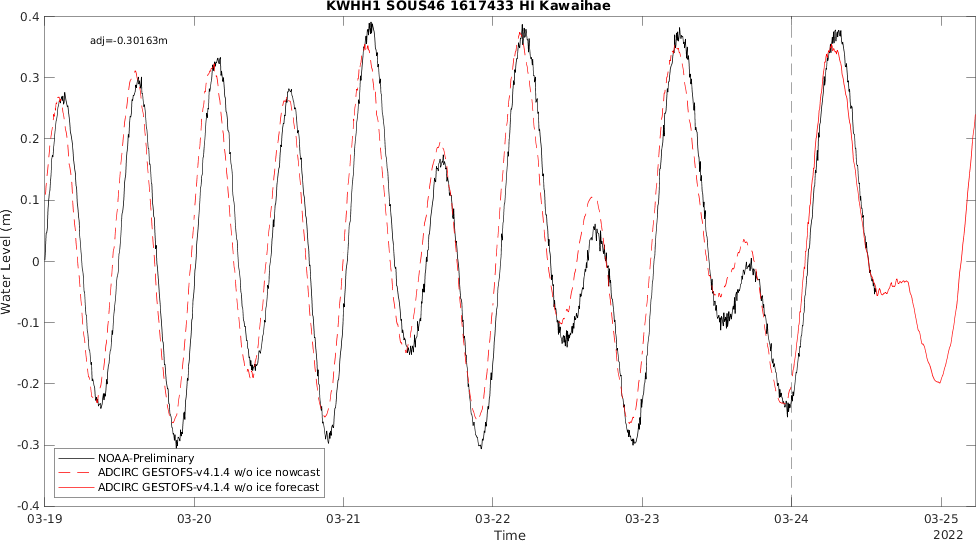 KWHH1 SOUS46 1617433 HI Kawaihae
adj=-0.30163m
0.4
0.3
0.2
0.1
0
-0.1
-0.2
-0.3
-0.4
Water Level (m)
NOAA-Preliminary
ADCIRC GESTOFS-v4.1.4 w/o ice nowcast
ADCIRC GESTOFS-v4.1.4 w/o ice forecast
03-19 03-20 03-21 03-22 03-23 03-24 03-25
Time
2022